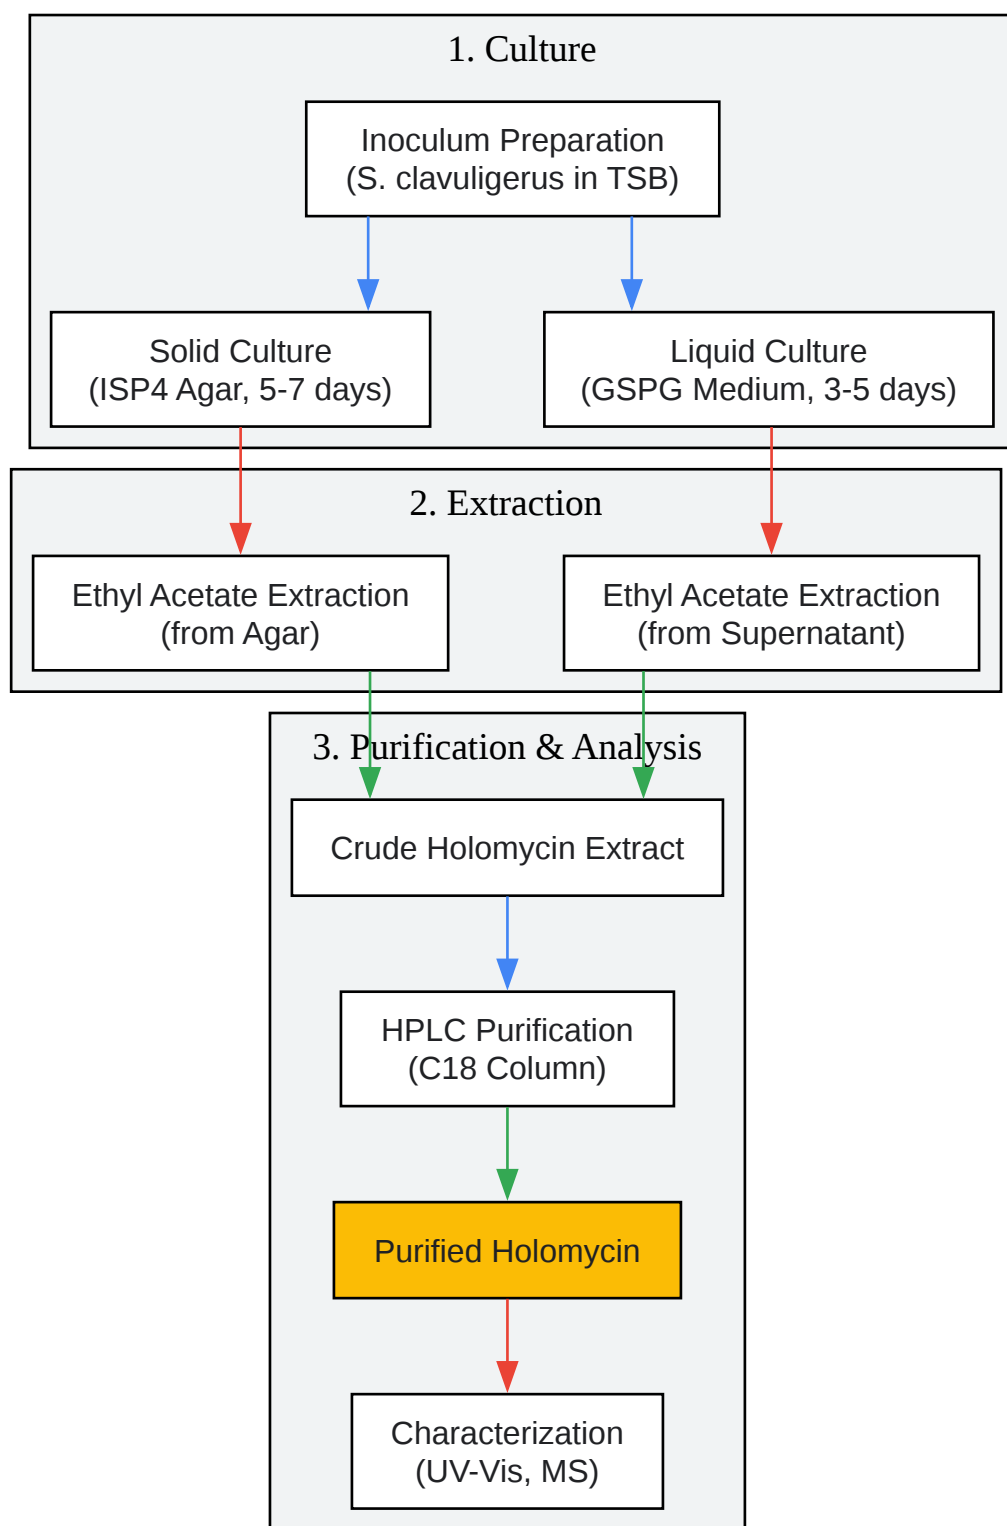 1. Culture
Inoculum Preparation
(S. clavuligerus in TSB)
Solid Culture
(ISP4 Agar, 5-7 days)
Liquid Culture
(GSPG Medium, 3-5 days)
2. Extraction
Ethyl Acetate Extraction
(from Agar)
Ethyl Acetate Extraction
(from Supernatant)
3. Purification & Analysis
Crude Holomycin Extract
HPLC Purification
(C18 Column)
Purified Holomycin
Characterization
(UV-Vis, MS)